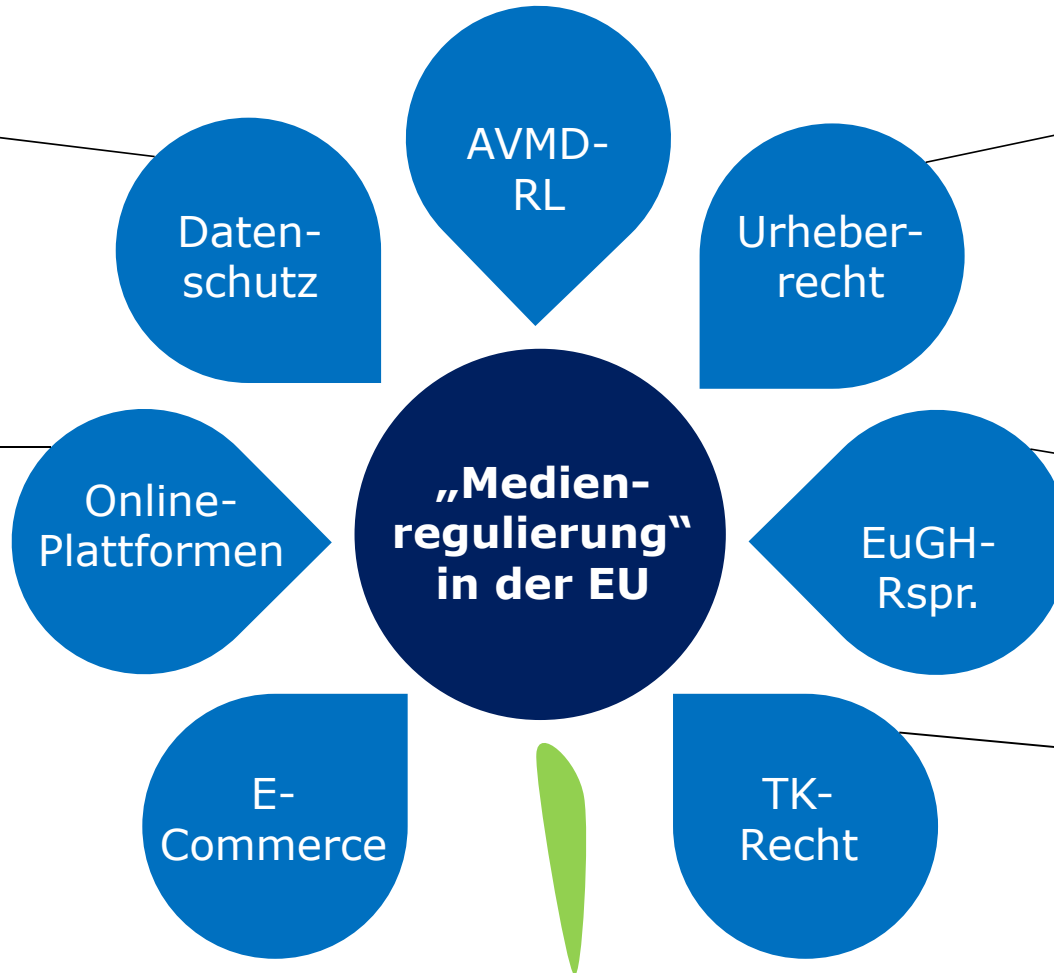 AVMD-
RL
Daten-
schutz
Urheber-
recht
Online-
Plattformen
„Medien-
regulierung“
in der EU
EuGH-
Rspr.
E-
Commerce
TK-
Recht